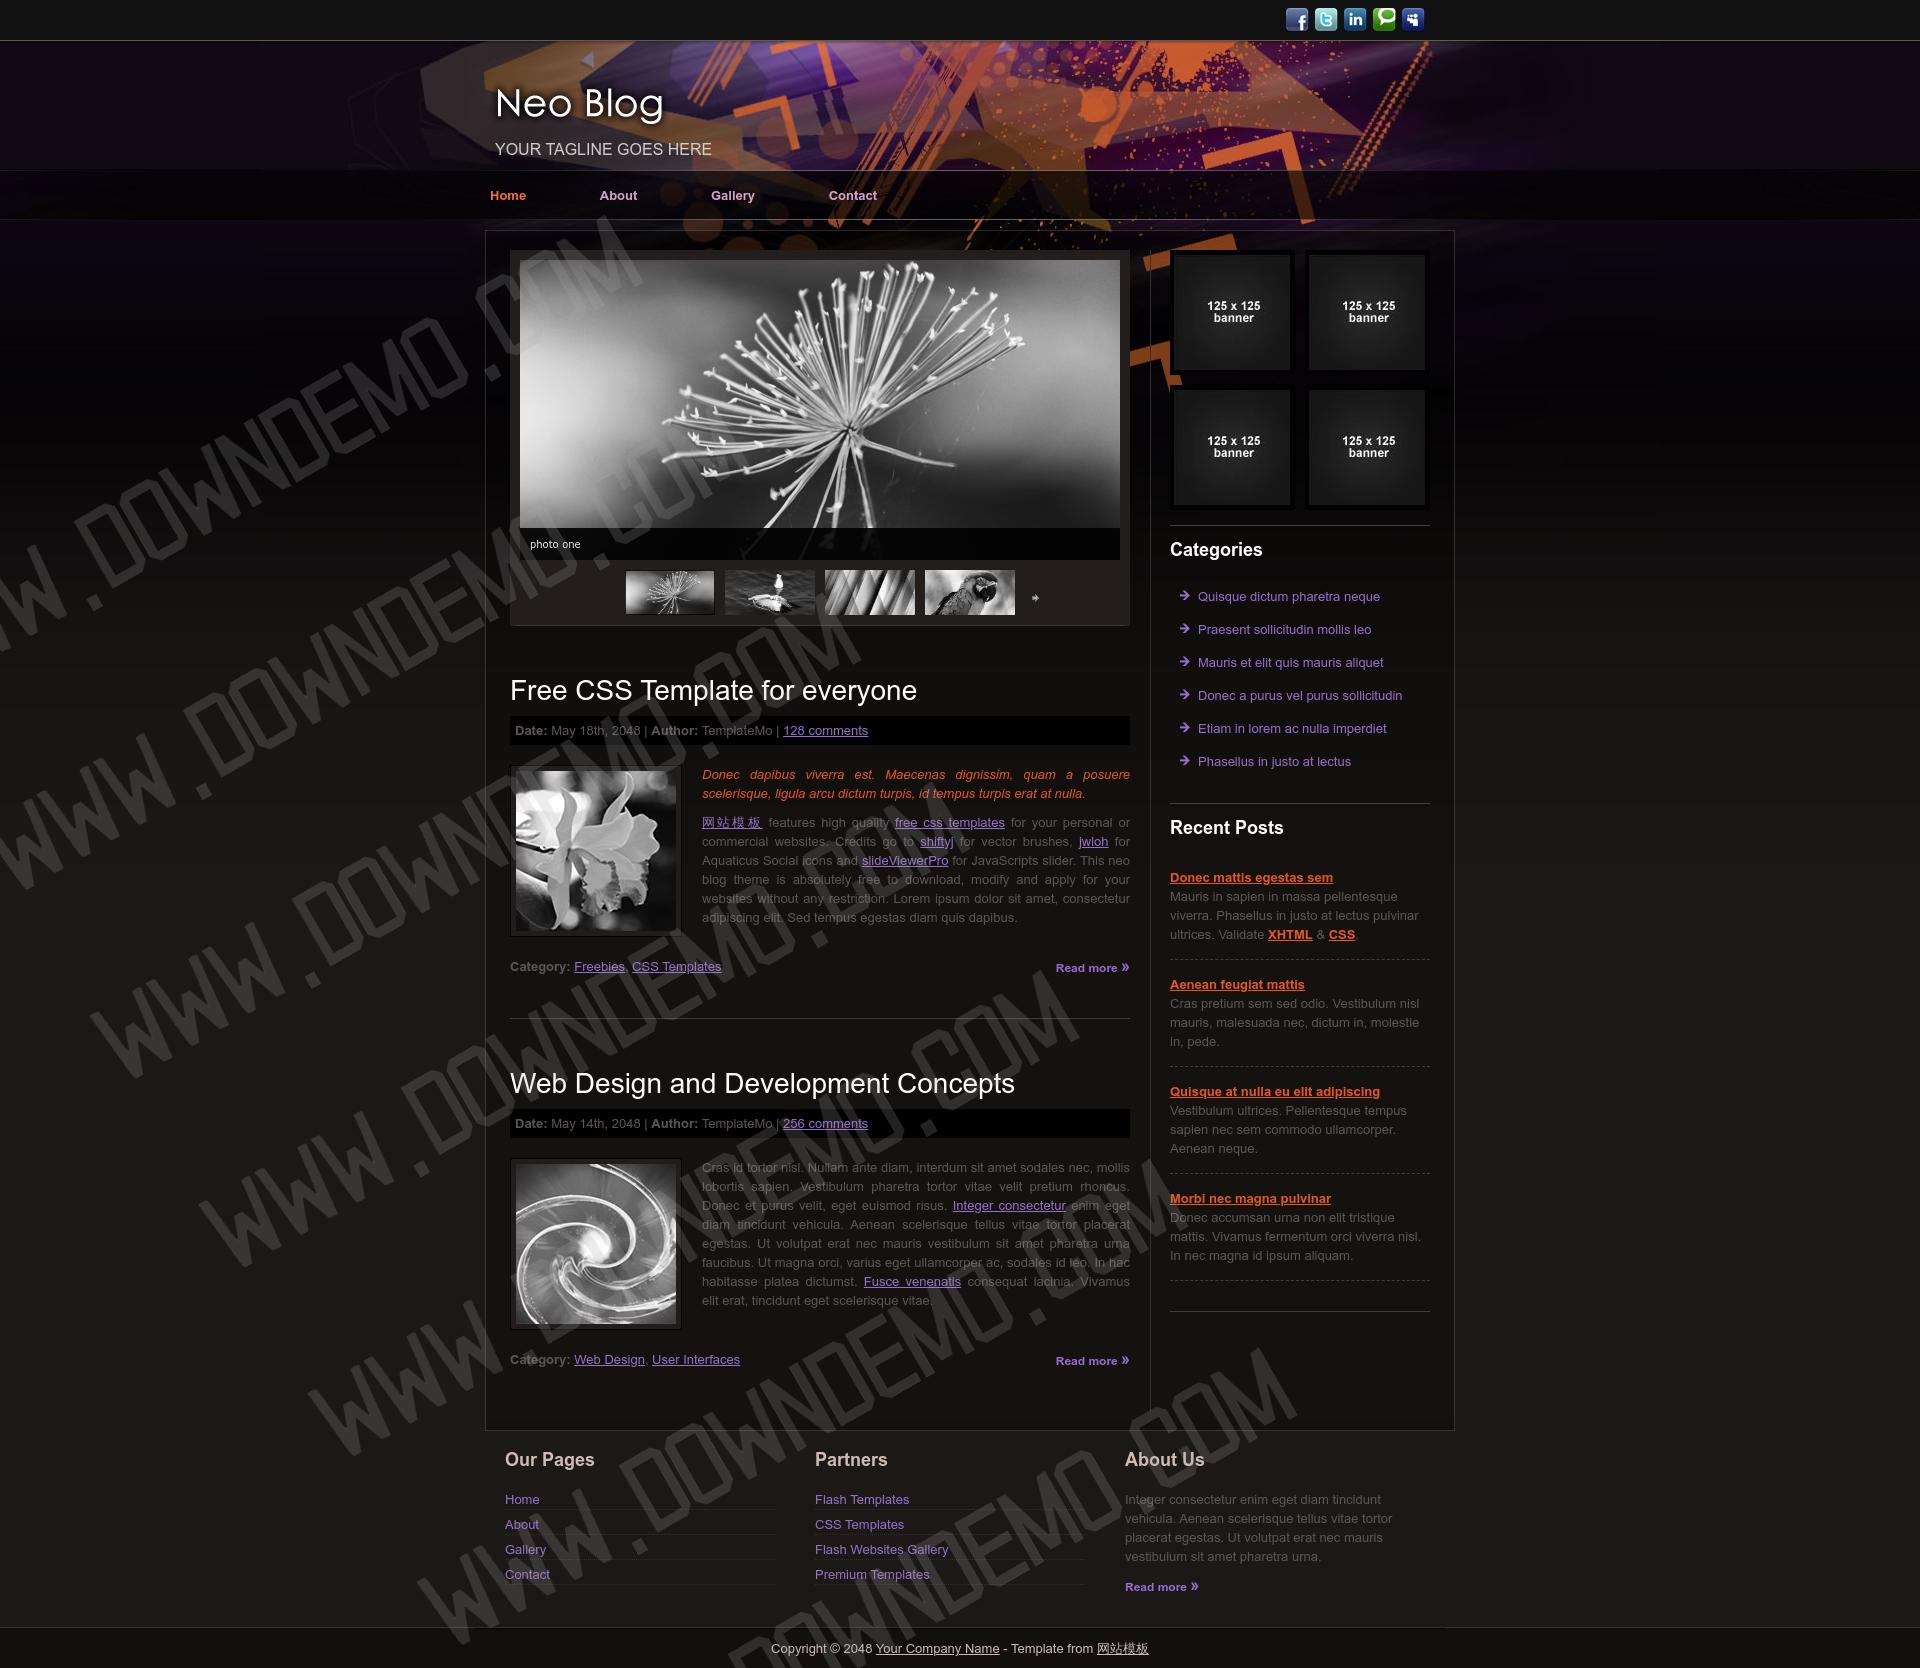 Neo Blog
YOUR TAGLINE GOES HERE
Home
About
Gallery
Contact
photo one
125 x 125
banner
125 x 125
banner
125 x 125
banner
125 x 125
banner
Free CSS Template for everyone
Date: May 18th, 2048 | Author: TemplateMo | 128 comments
Donec dapibus viverra est. Maecenas dignissim, quam a posuere
scelerisque, ligula arcu dictum turpis, id tempus turpis erat at nulla.
网站模板 features high quality free css templates for your personal or
commercial websites. Credits go to shiftyj for vector brushes, jwloh for
Aquaticus Social icons and slideViewerPro for JavaScripts slider. This neo
blog theme is absolutely free to download, modify and apply for your
websites without any restriction. Lorem ipsum dolor sit amet, consectetur
adipiscing elit. Sed tempus egestas diam quis dapibus.
Category: Freebies, CSS Templates
Read more »
Web Design and Development Concepts
Date: May 14th, 2048 | Author: TemplateMo | 256 comments
Cras id tortor nisl. Nullam ante diam, interdum sit amet sodales nec, mollis
lobortis sapien. Vestibulum pharetra tortor vitae velit pretium rhoncus.
Donec et purus velit, eget euismod risus. Integer consectetur enim eget
diam tincidunt vehicula. Aenean scelerisque tellus vitae tortor placerat
egestas. Ut volutpat erat nec mauris vestibulum sit amet pharetra urna
faucibus. Ut magna orci, varius eget ullamcorper ac, sodales id leo. In hac
habitasse platea dictumst. Fusce venenatis consequat lacinia. Vivamus
elit erat, tincidunt eget scelerisque vitae.
Category: Web Design, User Interfaces
Read more »
Categories
Quisque dictum pharetra neque
Praesent sollicitudin mollis leo
Mauris et elit quis mauris aliquet
Donec a purus vel purus sollicitudin
Etiam in lorem ac nulla imperdiet
Phasellus in justo at lectus
Recent Posts
Donec mattis egestas sem
Mauris in sapien in massa pellentesque
viverra. Phasellus in justo at lectus pulvinar
ultrices. Validate XHTML & CSS.
Aenean feugiat mattis
Cras pretium sem sed odio. Vestibulum nisl
mauris, malesuada nec, dictum in, molestie
in, pede.
Quisque at nulla eu elit adipiscing
Vestibulum ultrices. Pellentesque tempus
sapien nec sem commodo ullamcorper.
Aenean neque.
Morbi nec magna pulvinar
Donec accumsan urna non elit tristique
mattis. Vivamus fermentum orci viverra nisl.
In nec magna id ipsum aliquam.
Our Pages
Home
About
Gallery
Contact
Partners
Flash Templates
CSS Templates
Flash Websites Gallery
Premium Templates
About Us
Integer consectetur enim eget diam tincidunt
vehicula. Aenean scelerisque tellus vitae tortor
placerat egestas. Ut volutpat erat nec mauris
vestibulum sit amet pharetra urna.
Read more »
Copyright © 2048 Your Company Name - Template from 网站模板
WWW.DOWNDEMO.COM
WWW.DOWNDEMO.COM
WWW.DOWNDEMO.COM
WWW.DOWNDEMO.COM
WWW.DOWNDEMO.COM
WWW.DOWNDEMO.COM
WWW.DOWNDEMO.COM